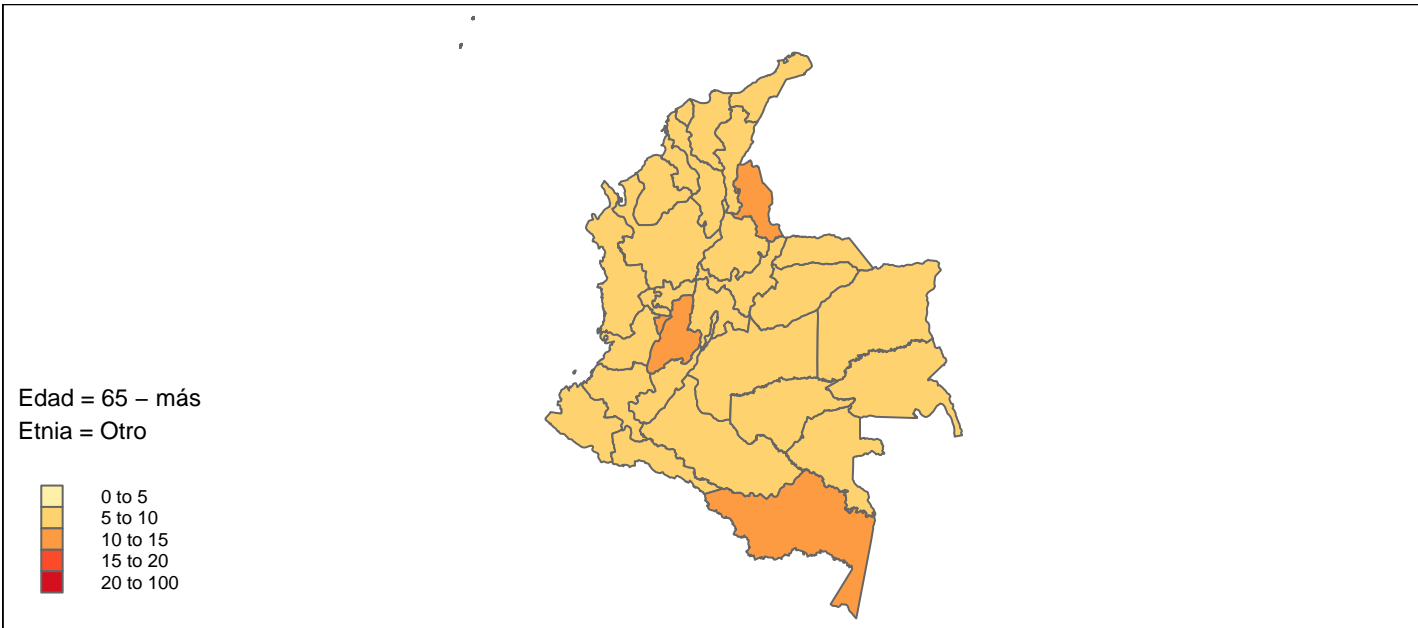 Edad = 65 – más
Etnia = Otro
0 to 5
5 to 10
10 to 15
15 to 20
20 to 100